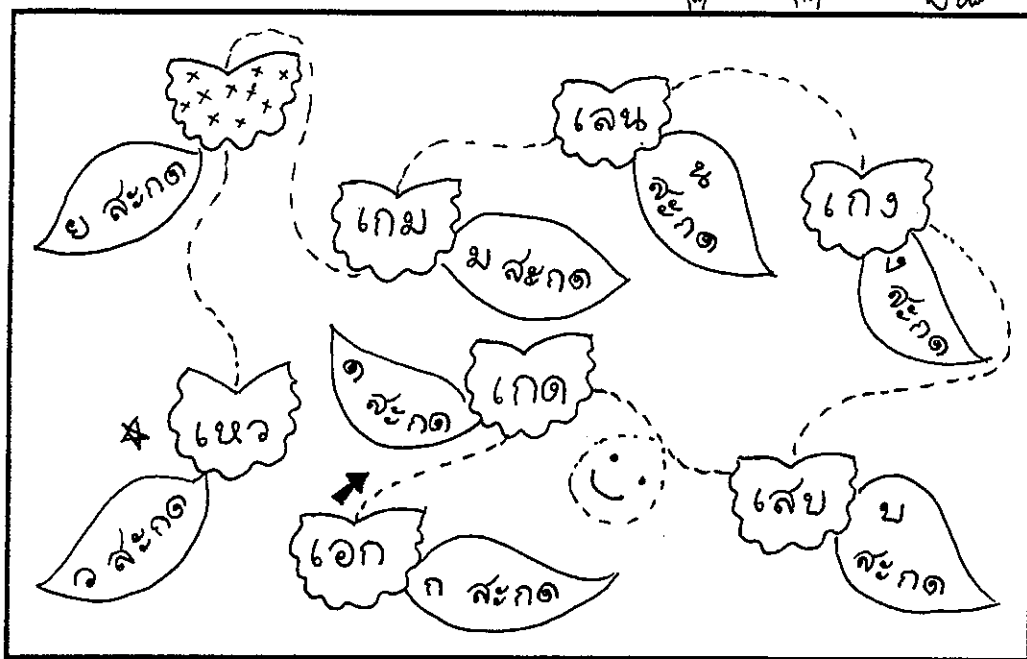 เลน
น
สะกด
ย สะกด
เกม
ม สะกด
เกง
ง
สะกด
ด
สะกด
เกด
เหว
ว สะกด
เสบ
บ
สะกด
เอก
ก สะกด